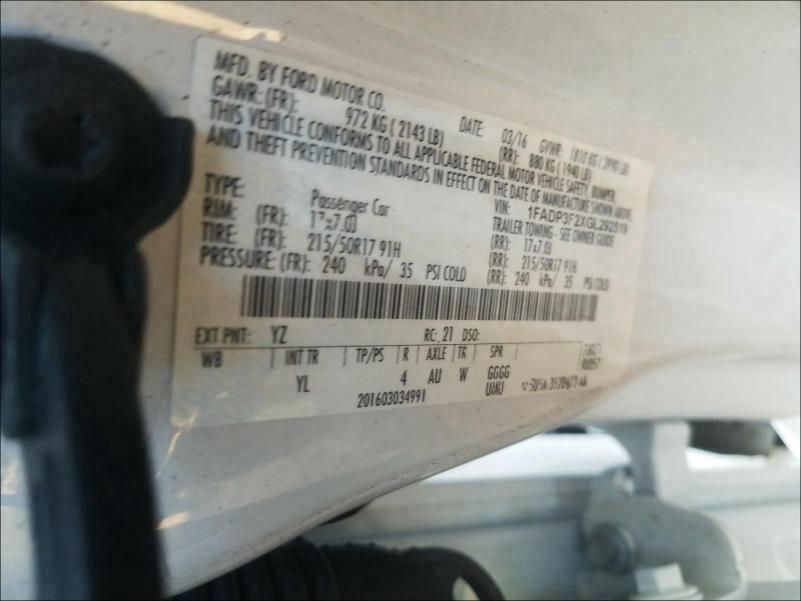 MFD. BY FORD MOTOR CO.
DATE: 03/16 GVWR: 1810 KG ( 3990 LB)
GAWR: (FR): 972 KG ( 2143 LB) (RR): 880 KG ( 1940 LB)
THIS VEHICLE CONFORMS TO ALL APPLICABLE FEDERAL MOTOR VEHICLE SAFETY, BUMPER
AND THEFT PREVENTION STANDARDS IN EFFECT ON THE DATE OF MANUFACTURE SHOWN ABOVE.
VIN: 1FADP3F2XGL292519
TYPE: Passenger Car TRAILER TOWING - SEE OWNER GUIDE
RIM: (FR): 17x7.0J (RR): 17x7.0J
TIRE: (FR): 215/50R17 91H (RR): 215/50R17 91H
PRESSURE: (FR): 240 kPa/ 35 PSI COLD (RR): 240 kPa/ 35 PSI COLD
EXT PNT: YZ RC: 21 DSO:
WB INT TR TP/PS R AXLE TR SPR
YL 4 AU W GGGG
UMU
201603034991